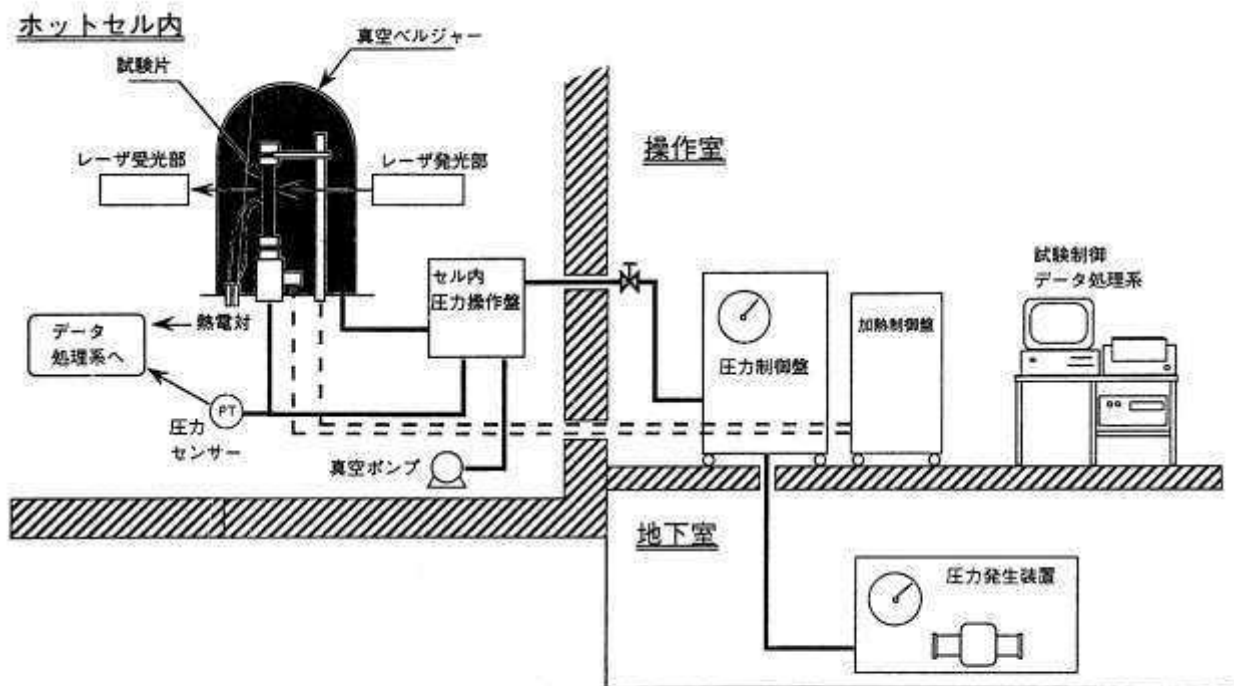 ホットセル内
真空ベルジャー
試験片
レーザ受光部
レーザ発光部
操作室
セル内
圧力操作盤
試験制御
データ処理系
加熱制御盤
圧力制御盤
熱電対
データ
処理系へ
PT
圧力
センサー
真空ポンプ
地下室
圧力発生装置